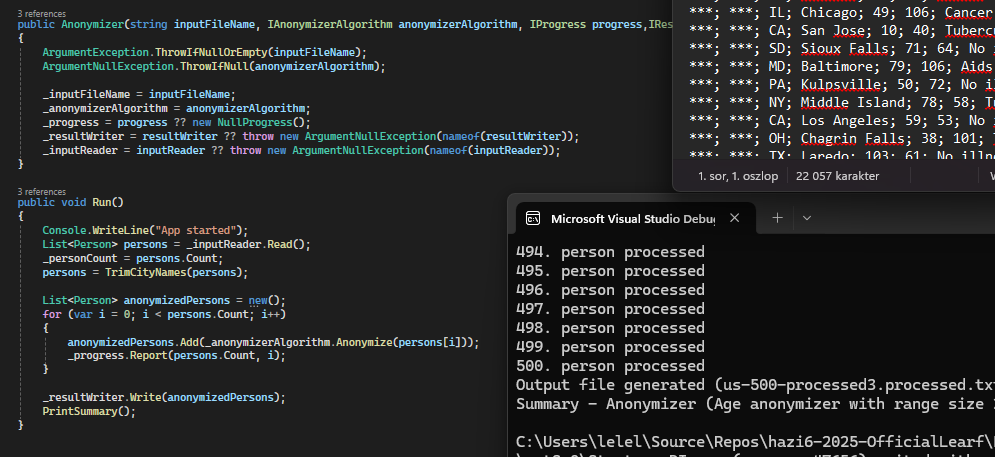 3 references
public Anonymizer(string inputFileName, IAnonymizerAlgorithm anonymizerAlgorithm, IProgress progress,IRes
{
ArgumentException.ThrowIfNullOrEmpty(inputFileName);
ArgumentNullException.ThrowIfNull(anonymizerAlgorithm);
_inputFileName = inputFileName;
_anonymizerAlgorithm = anonymizerAlgorithm;
_progress = progress ?? new NullProgress();
_resultWriter = resultWriter ?? throw new ArgumentNullException(nameof(resultWriter));
_inputReader = inputReader ?? throw new ArgumentNullException(nameof(inputReader));
}
3 references
public void Run()
{
Console.WriteLine("App started");
List<Person> persons = _inputReader.Read();
_personCount = persons.Count;
persons = TrimCityNames(persons);
List<Person> anonymizedPersons = new();
for (var i = 0; i < persons.Count; i++)
{
anonymizedPersons.Add(_anonymizerAlgorithm.Anonymize(persons[i]));
_progress.Report(persons.Count, i);
}
_resultWriter.Write(anonymizedPersons);
PrintSummary();
}
***; ***; IL; Chicago; 49; 106; Cancer
***; ***; CA; San Jose; 10; 40; Tuberc
***; ***; SD; Sioux Falls; 71; 64; No i
***; ***; MD; Baltimore; 79; 106; Aids
***; ***; PA; Kulpsville; 50; 72; No i
***; ***; NY; Middle Island; 78; 58; Tu
***; ***; CA; Los Angeles; 59; 53; No
***; ***; OH; Chagrin Falls; 38; 101;
***; ***; TX; Laredo; 103; 61; No illn
1. sor, 1. oszlop
22 057 karakter
Microsoft Visual Studio Debug
494. person processed
495. person processed
496. person processed
497. person processed
498. person processed
499. person processed
500. person processed
Output file generated (us-500-processed3.processed.tx
Summary - Anonymizer (Age anonymizer with range size
C:\Users\lelel\Source\Repos\hazi6-2025-OfficialLearf\